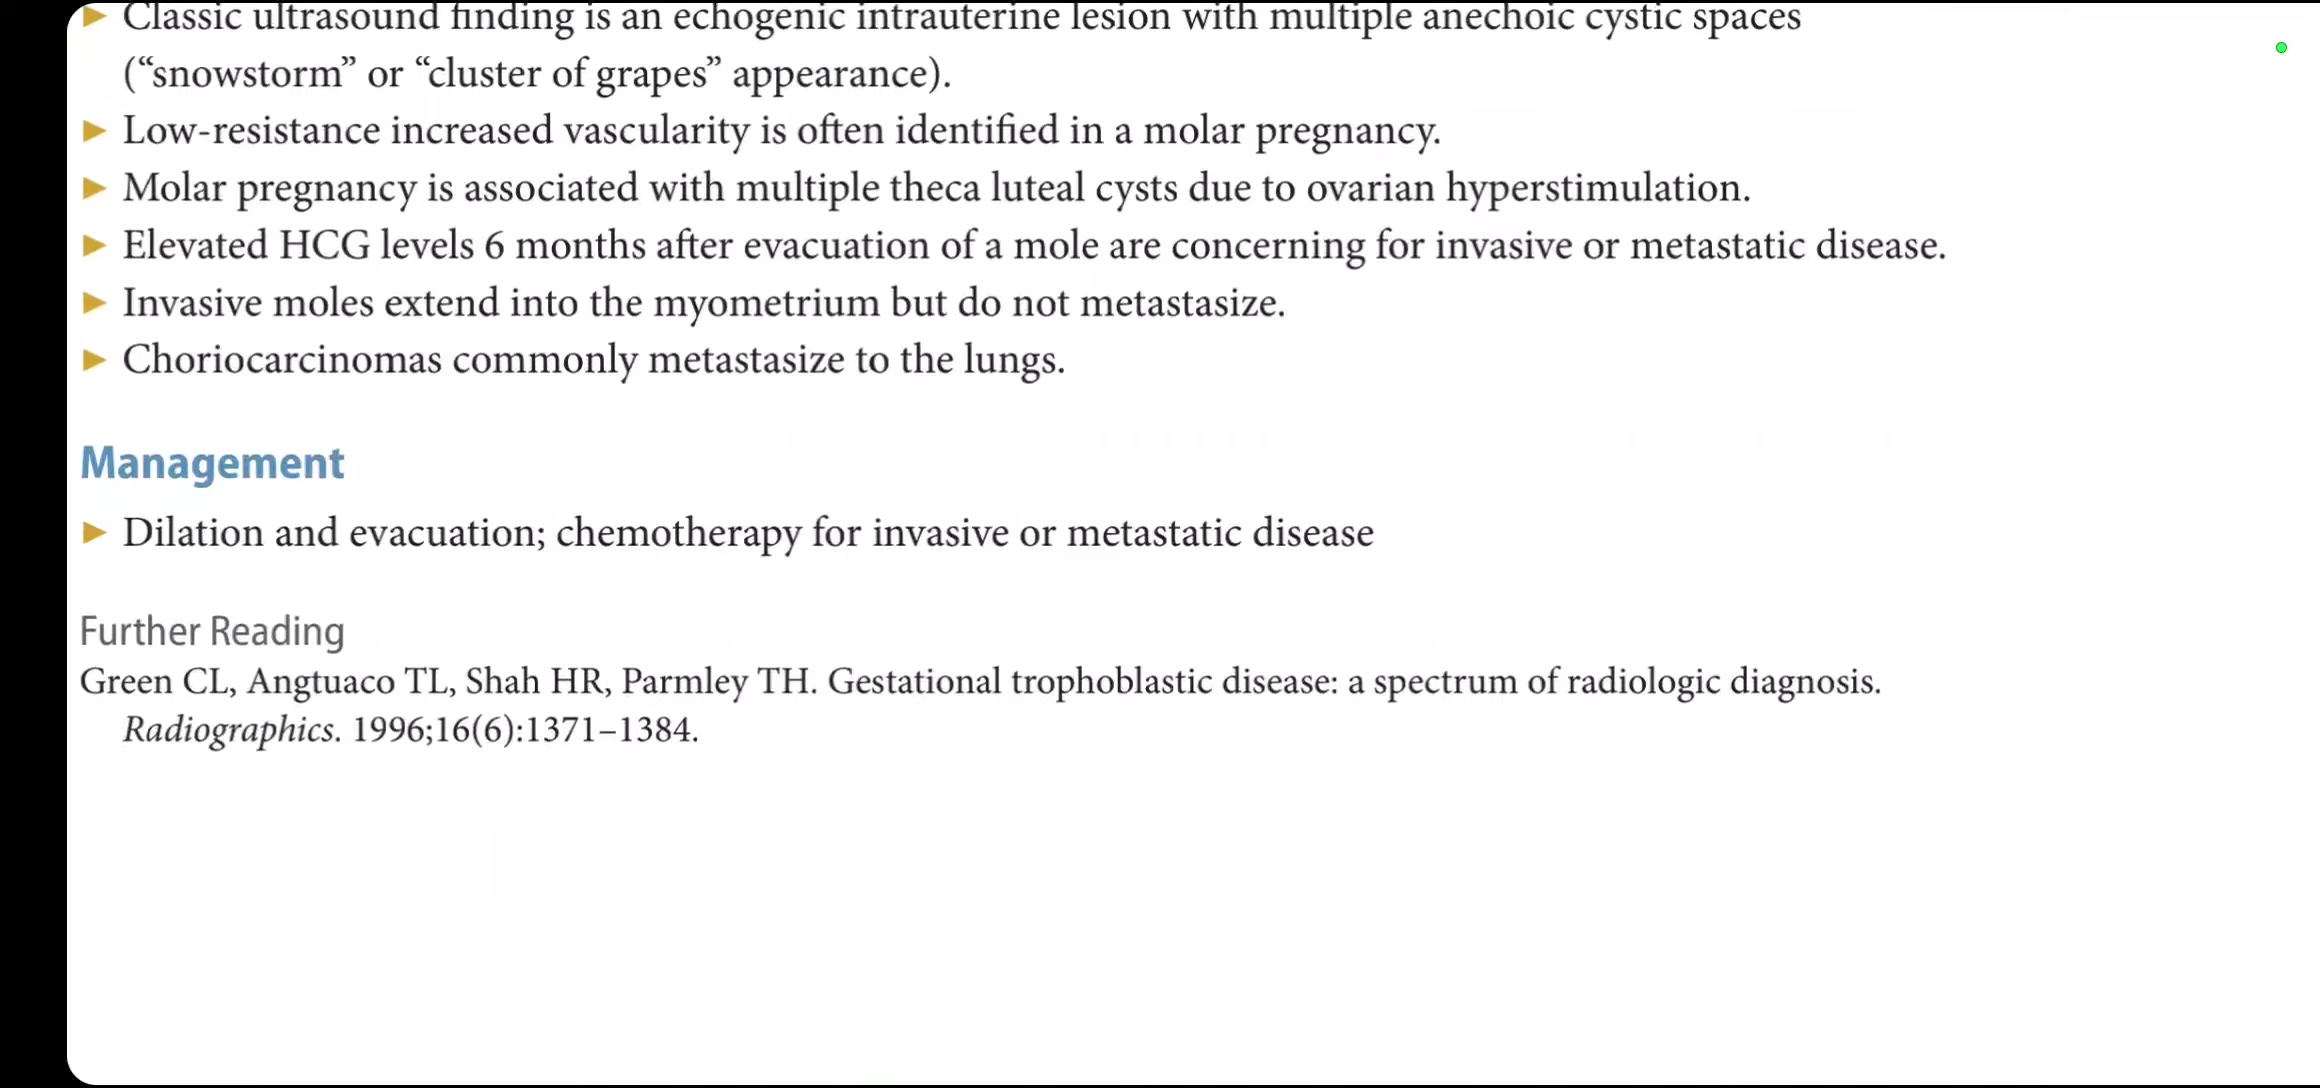 ► Classic ultrasound finding is an echogenic intrauterine lesion with multiple anechoic cystic spaces
(“snowstorm” or “cluster of grapes” appearance).
► Low-resistance increased vascularity is often identified in a molar pregnancy.
► Molar pregnancy is associated with multiple theca luteal cysts due to ovarian hyperstimulation.
► Elevated HCG levels 6 months after evacuation of a mole are concerning for invasive or metastatic disease.
► Invasive moles extend into the myometrium but do not metastasize.
► Choriocarcinomas commonly metastasize to the lungs.
Management
► Dilation and evacuation; chemotherapy for invasive or metastatic disease
Further Reading
Green CL, Angtuaco TL, Shah HR, Parmley TH. Gestational trophoblastic disease: a spectrum of radiologic diagnosis.
Radiographics. 1996;16(6):1371–1384.